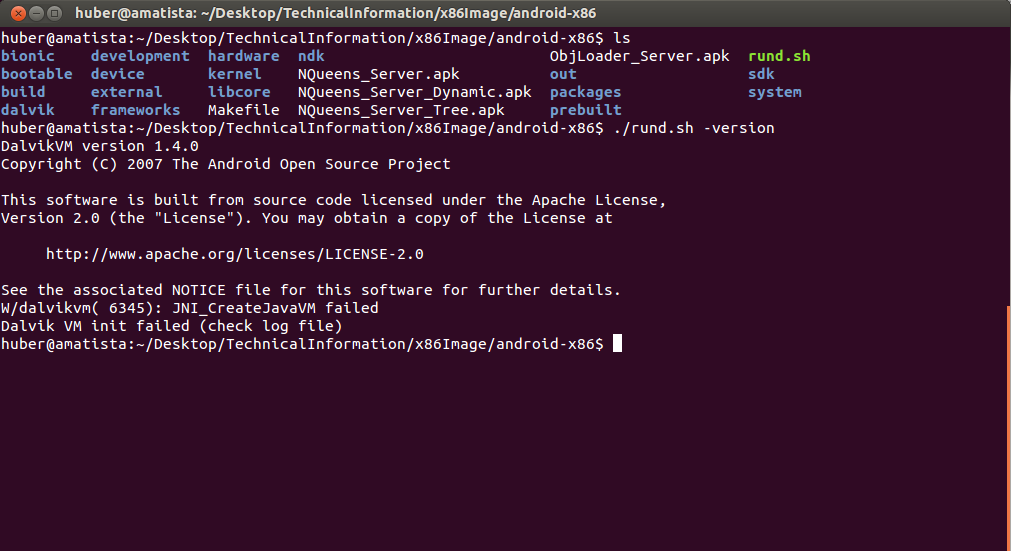 huber@amatista: ~/Desktop/TechnicalInformation/x86Image/android-x86
huber@amatista:~/Desktop/TechnicalInformation/x86Image/android-x86$ ls
bionic development hardware ndk ObjLoader_Server.apk rund.sh
bootable device kernel NQueens_Server.apk out sdk
build external libcore NQueens_Server_Dynamic.apk packages system
dalvik frameworks Makefile NQueens_Server_Tree.apk prebuilt
huber@amatista:~/Desktop/TechnicalInformation/x86Image/android-x86$ ./rund.sh -version
DalvikVM version 1.4.0
Copyright (C) 2007 The Android Open Source Project
This software is built from source code licensed under the Apache License,
Version 2.0 (the "License"). You may obtain a copy of the License at
http://www.apache.org/licenses/LICENSE-2.0
See the associated NOTICE file for this software for further details.
W/dalvikvm( 6345): JNI_CreateJavaVM failed
Dalvik VM init failed (check log file)
huber@amatista:~/Desktop/TechnicalInformation/x86Image/android-x86$